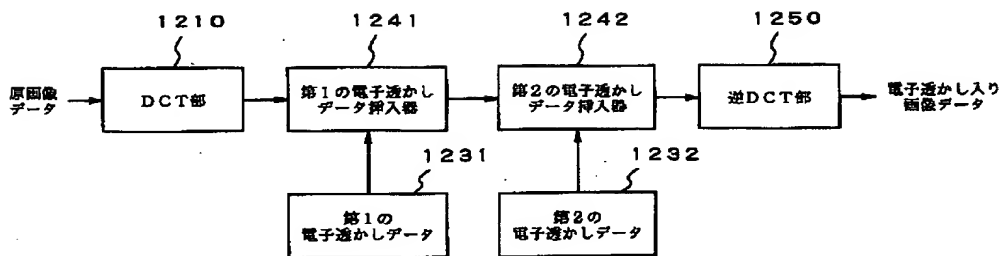 1210
1241
1242
1250
原画像
データ
DCT部
第1の電子透かし
データ挿入器
第2の電子透かし
データ挿入器
逆DCT部
電子透かし入り
画像データ
1231
1232
第1の
電子透かしデータ
第2の
電子透かしデータ